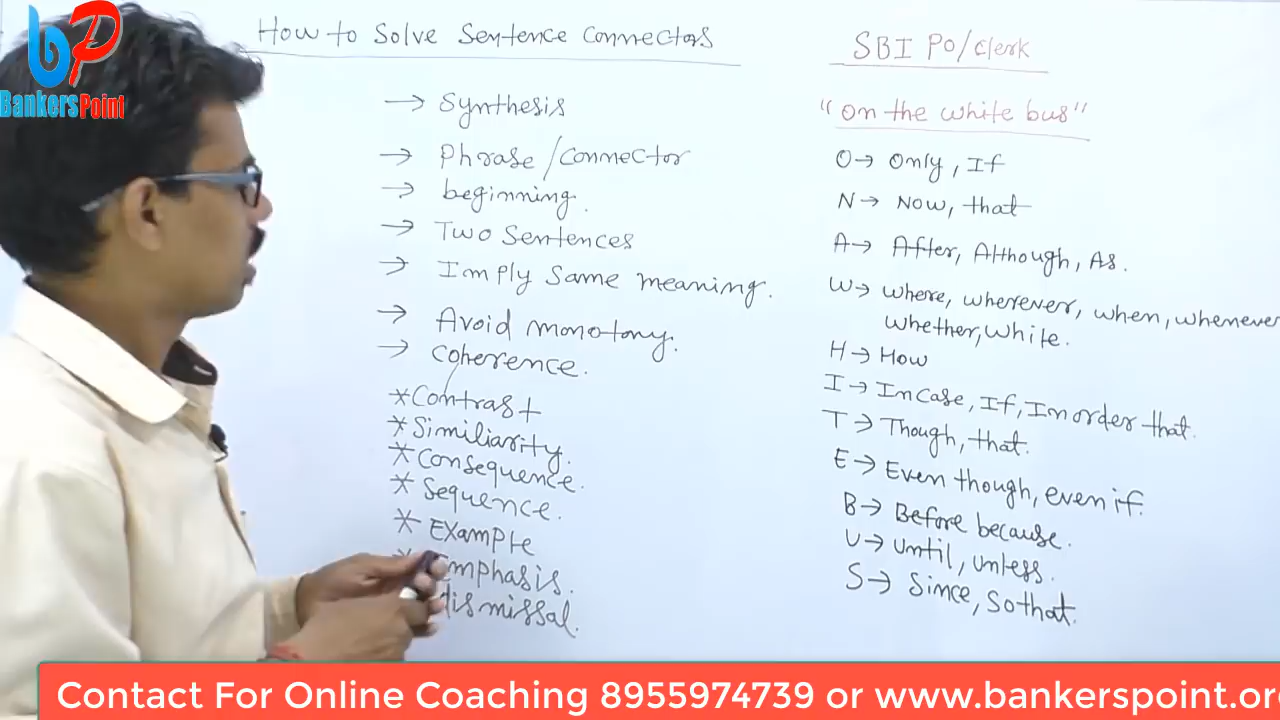 bp
BankersPoint
How to Solve Sentence Connectors
→ Synthesis
→ Phrase/Connector
→ beginning.
→ Two Sentences
→ Imply Same meaning.
→ Avoid monotony.
→ Coherence.
*Contrast
*Similiarity.
*Consequence.
*Sequence.
*Example
*Emphasis.
dismissal.
SBI PO/Clerk
"on the white bus"
O→ Only, If
N→ Now, that
A→ After, Although, As.
W→ where, wherever, when, whenever
whether, while.
H→ How
I→ Incase, If, Inorder that.
T→ Though, that.
E→ Even though, even if.
B→ Before because.
U→ Until, unless.
S→ Since, So that.
Contact For Online Coaching 8955974739 or www.bankerspoint.or